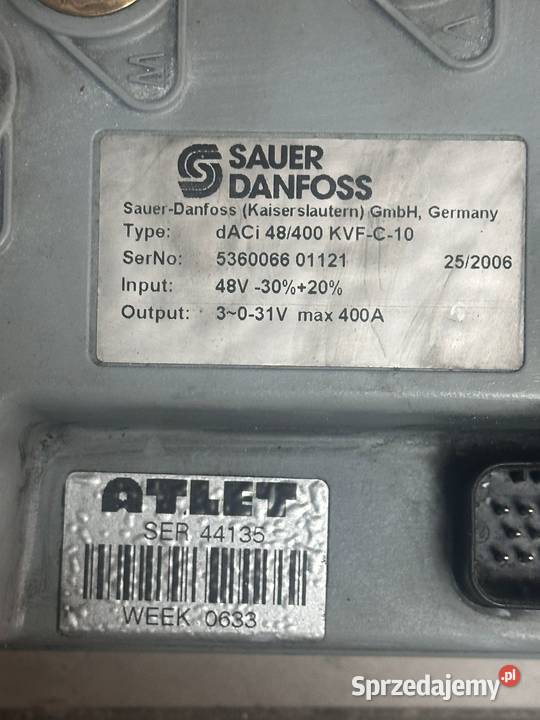 W
V
SAUER
DANFOSS
Sauer-Danfoss (Kaiserslautern) GmbH, Germany
Type: dACi 48/400 KVF-C-10
SerNo: 5360066 01121 25/2006
Input: 48V -30%+20%
Output: 3~0-31V max 400A
ATLET
SER 44135
WEEK 0633
Sprzedajemy.pl